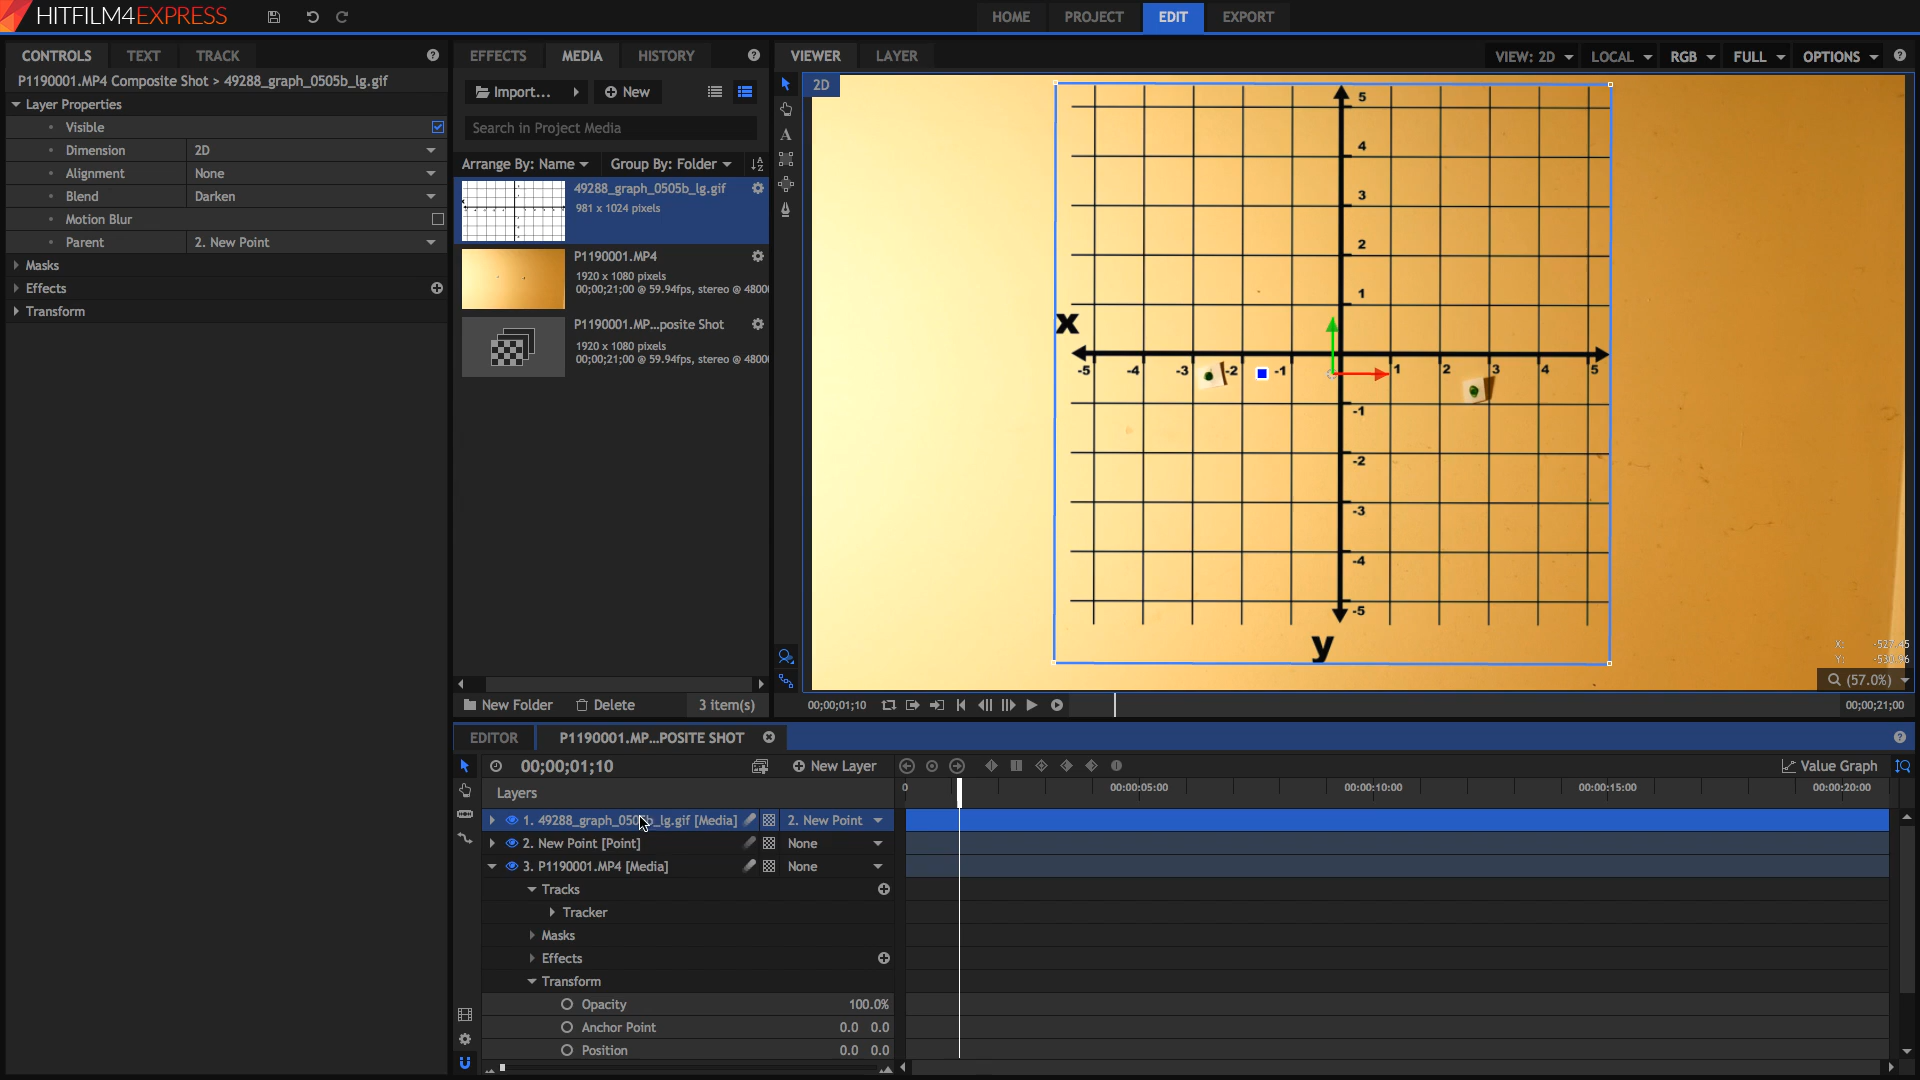 HITFILM4EXPRESS
HOME
PROJECT
EDIT
EXPORT
CONTROLS
TEXT
TRACK
P1190001.MP4 Composite Shot > 49288_graph_0505b_lg.gif
Layer Properties
Visible
Dimension 2D
Alignment None
Blend Darken
Motion Blur
Parent 2. New Point
Masks
Effects
Transform
EFFECTS
MEDIA
HISTORY
Import...
New
Search in Project Media
Arrange By: Name
Group By: Folder
49288_graph_0505b_lg.gif
981 x 1024 pixels
P1190001.MP4
1920 x 1080 pixels
00;00;21;00 @ 59.94fps, stereo @ 4800
P1190001.MP...posite Shot
1920 x 1080 pixels
00;00;21;00 @ 59.94fps, stereo @ 4800
New Folder
Delete
3 item(s)
VIEWER
LAYER
VIEW: 2D
LOCAL
RGB
FULL
OPTIONS
2D
5
4
3
2
1
x
-5 -4 -3 -2 -1 1 2 3 4 5
-1
-2
-3
-4
-5
y
X:
Y:
(57.0%)
00;00;01;10
00;00;21;00
EDITOR
P1190001.MP...POSITE SHOT
00;00;01;10
New Layer
Value Graph
Layers
0
00:00:05:00
00:00:10:00
00:00:15:00
00:00:20:00
2. New Point
2. New Point [Point] None
3. P1190001.MP4 [Media] None
Tracks
Tracker
Masks
Effects
Transform
Opacity 100.0%
Anchor Point 0.0 0.0
Position 0.0 0.0